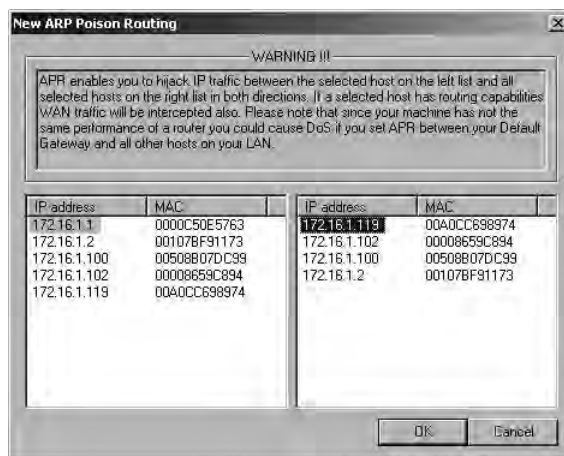 New ARP Poison Routing
WARNING !!!
APR enables you to hijack IP traffic between the selected host on the left list and all
selected hosts on the right list in both directions. If a selected host has routing capabilities
WAN traffic will be intercepted also. Please note that since your machine has not the
same performance of a router you could cause DoS if you set APR between your Default
Gateway and all other hosts on your LAN.
IP address MAC
172.16.1.1 0000C50E5763
172.16.1.2 00107BF91173
172.16.1.100 00508B07DC99
172.16.1.102 00008659C894
172.16.1.119 00A0CC698974
IP address MAC
172.16.1.119 00A0CC698974
172.16.1.102 00008659C894
172.16.1.100 00508B07DC99
172.16.1.2 00107BF91173
OK Cancel